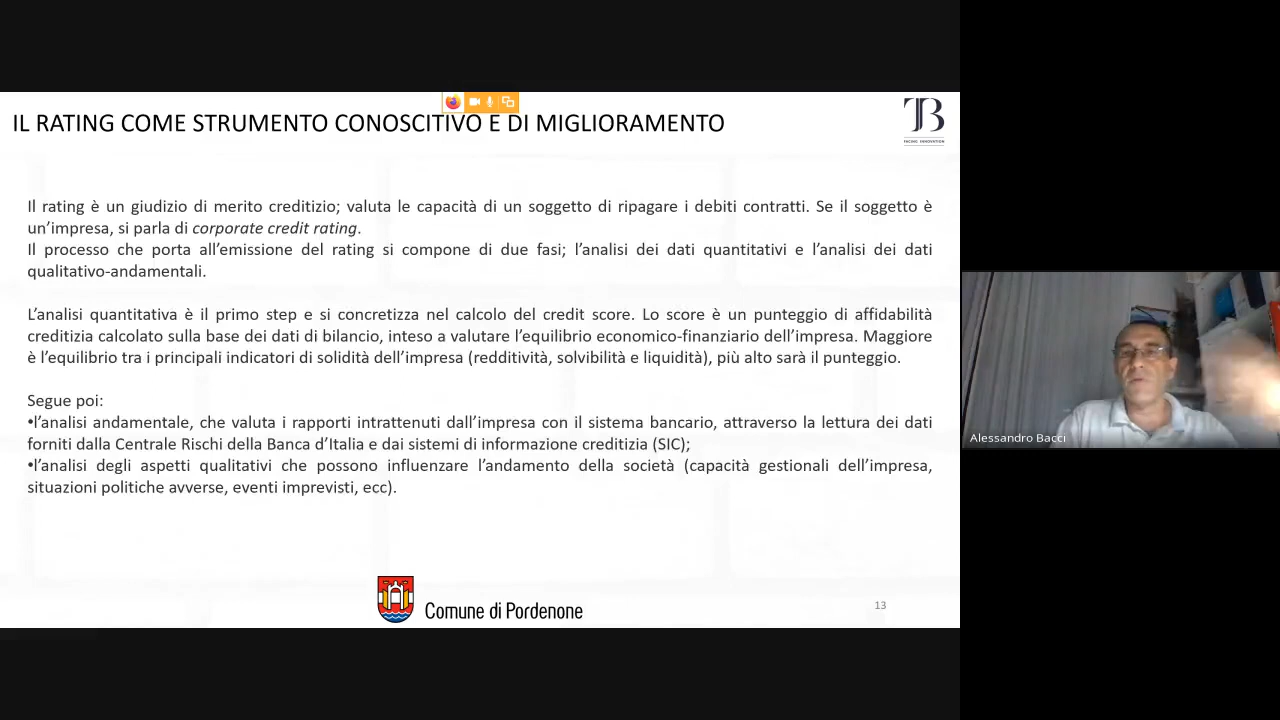 IL RATING COME STRUMENTO CONOSCITIVO E DI MIGLIORAMENTO
TB
FACING INNOVATION
Il rating è un giudizio di merito creditizio; valuta le capacità di un soggetto di ripagare i debiti contratti. Se il soggetto è
un’impresa, si parla di corporate credit rating.
Il processo che porta all’emissione del rating si compone di due fasi; l’analisi dei dati quantitativi e l’analisi dei dati
qualitativo-andamentali.
L’analisi quantitativa è il primo step e si concretizza nel calcolo del credit score. Lo score è un punteggio di affidabilità
creditizia calcolato sulla base dei dati di bilancio, inteso a valutare l’equilibrio economico-finanziario dell’impresa. Maggiore
è l’equilibrio tra i principali indicatori di solidità dell’impresa (redditività, solvibilità e liquidità), più alto sarà il punteggio.
Segue poi:
•l’analisi andamentale, che valuta i rapporti intrattenuti dall’impresa con il sistema bancario, attraverso la lettura dei dati
forniti dalla Centrale Rischi della Banca d’Italia e dai sistemi di informazione creditizia (SIC);
•l’analisi degli aspetti qualitativi che possono influenzare l’andamento della società (capacità gestionali dell’impresa,
situazioni politiche avverse, eventi imprevisti, ecc).
Comune di Pordenone
13
Alessandro Bacci